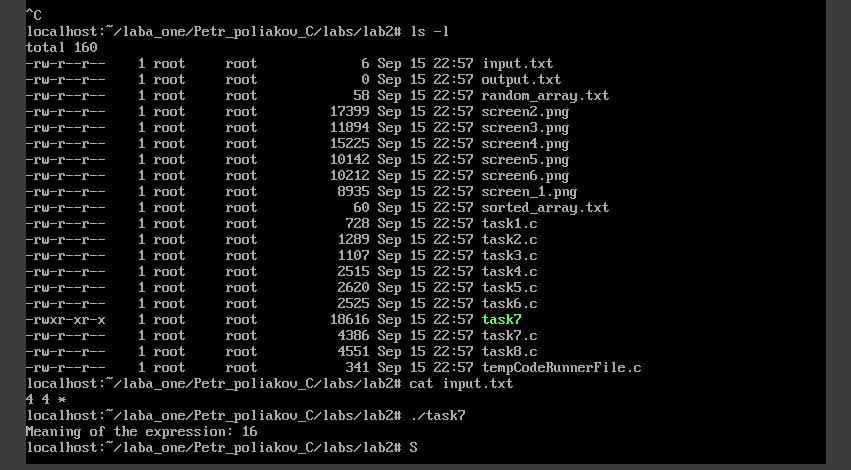 ^C
localhost:~/laba_one/Petr_poliakov_C/labs/lab2# ls -l
total 160
-rw-r--r--    1 root     root             6 Sep 15 22:57 input.txt
-rw-r--r--    1 root     root             0 Sep 15 22:57 output.txt
-rw-r--r--    1 root     root            58 Sep 15 22:57 random_array.txt
-rw-r--r--    1 root     root         17399 Sep 15 22:57 screen2.png
-rw-r--r--    1 root     root         11894 Sep 15 22:57 screen3.png
-rw-r--r--    1 root     root         15225 Sep 15 22:57 screen4.png
-rw-r--r--    1 root     root         10142 Sep 15 22:57 screen5.png
-rw-r--r--    1 root     root         10212 Sep 15 22:57 screen6.png
-rw-r--r--    1 root     root          8935 Sep 15 22:57 screen_1.png
-rw-r--r--    1 root     root            60 Sep 15 22:57 sorted_array.txt
-rw-r--r--    1 root     root           728 Sep 15 22:57 task1.c
-rw-r--r--    1 root     root          1289 Sep 15 22:57 task2.c
-rw-r--r--    1 root     root          1107 Sep 15 22:57 task3.c
-rw-r--r--    1 root     root          2515 Sep 15 22:57 task4.c
-rw-r--r--    1 root     root          2620 Sep 15 22:57 task5.c
-rw-r--r--    1 root     root          2525 Sep 15 22:57 task6.c
-rwxr-xr-x    1 root     root         18616 Sep 15 22:57 task7
-rw-r--r--    1 root     root          4386 Sep 15 22:57 task7.c
-rw-r--r--    1 root     root          4551 Sep 15 22:57 task8.c
-rw-r--r--    1 root     root           341 Sep 15 22:57 tempCodeRunnerFile.c
localhost:~/laba_one/Petr_poliakov_C/labs/lab2# cat input.txt
4 4 *
localhost:~/laba_one/Petr_poliakov_C/labs/lab2# ./task7
Meaning of the expression: 16
localhost:~/laba_one/Petr_poliakov_C/labs/lab2# S